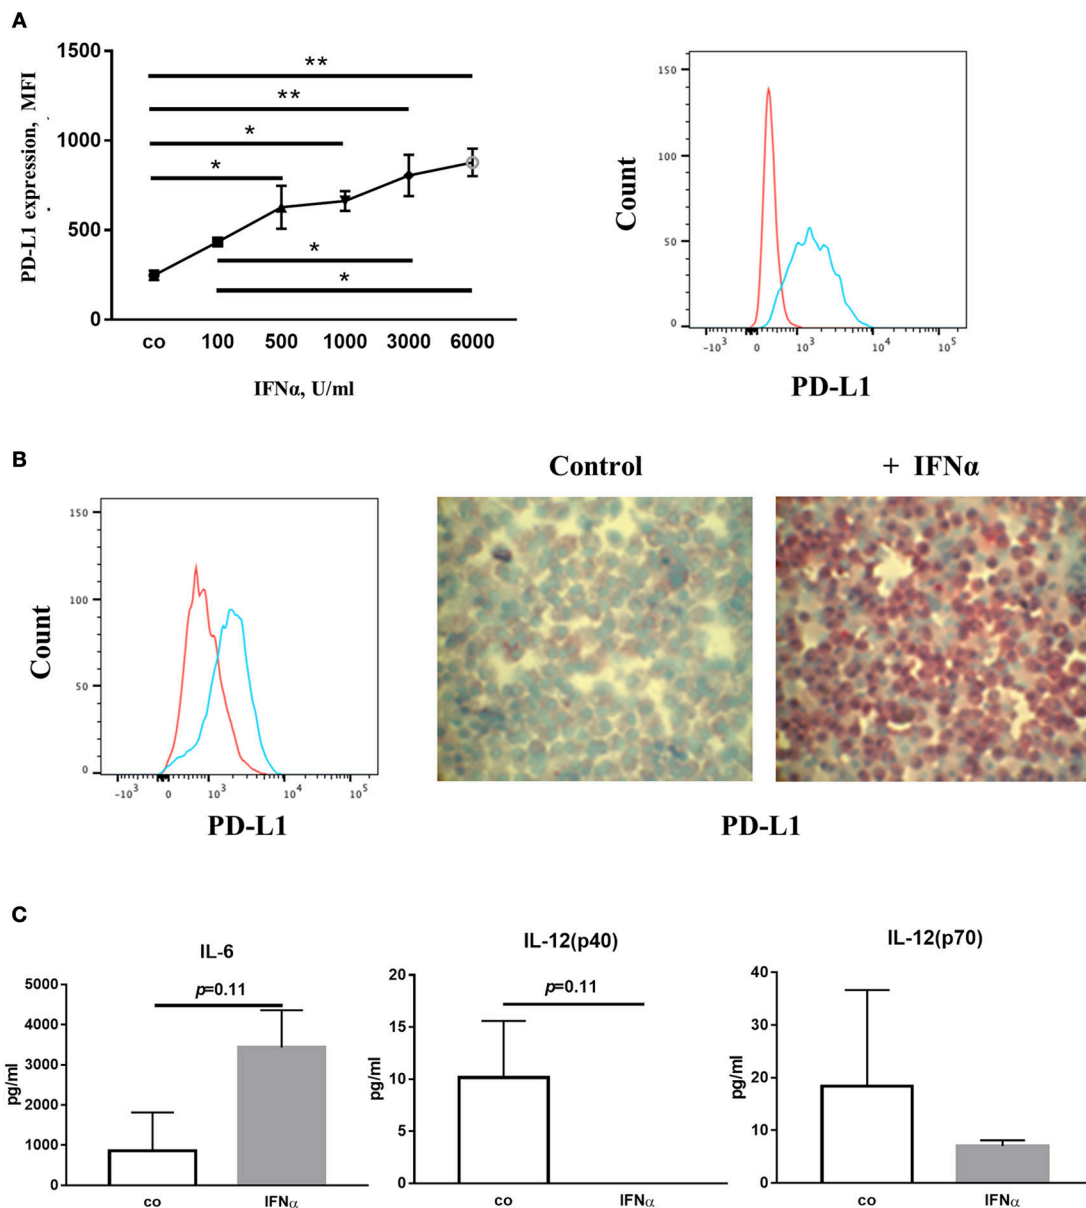 A
PD-L1 expression, MFI
1500
1000
500
0
**
**
*
*
*
*
co 100 500 1000 3000 6000
IFNα, U/ml
Count
150
100
50
0
-10³ 0 10³ 10⁴ 10⁵
PD-L1
B
Count
150
100
50
0
-10³ 0 10³ 10⁴ 10⁵
PD-L1
Control
+ IFNα
PD-L1
C
IL-6
pg/ml
5000
4000
3000
2000
1000
0
p=0.11
co IFNα
IL-12(p40)
pg/ml
20
15
10
5
0
p=0.11
co IFNα
IL-12(p70)
pg/ml
40
30
20
10
0
co IFNα